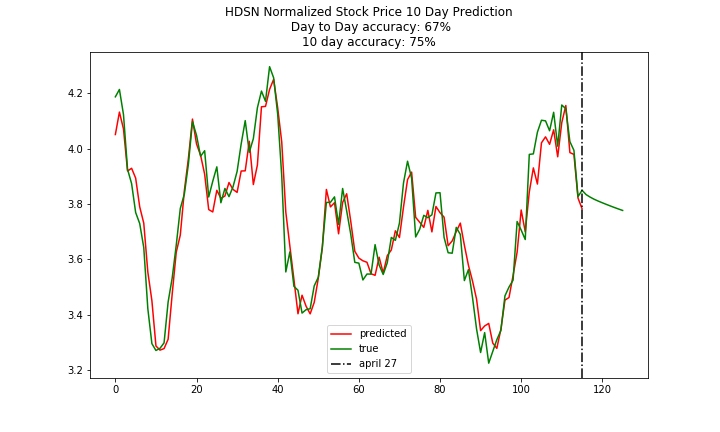 HDSN Normalized Stock Price 10 Day Prediction
Day to Day accuracy: 67%
10 day accuracy: 75%
4.2
4.0
3.8
3.6
3.4
3.2
predicted
true
april 27
0 20 40 60 80 100 120